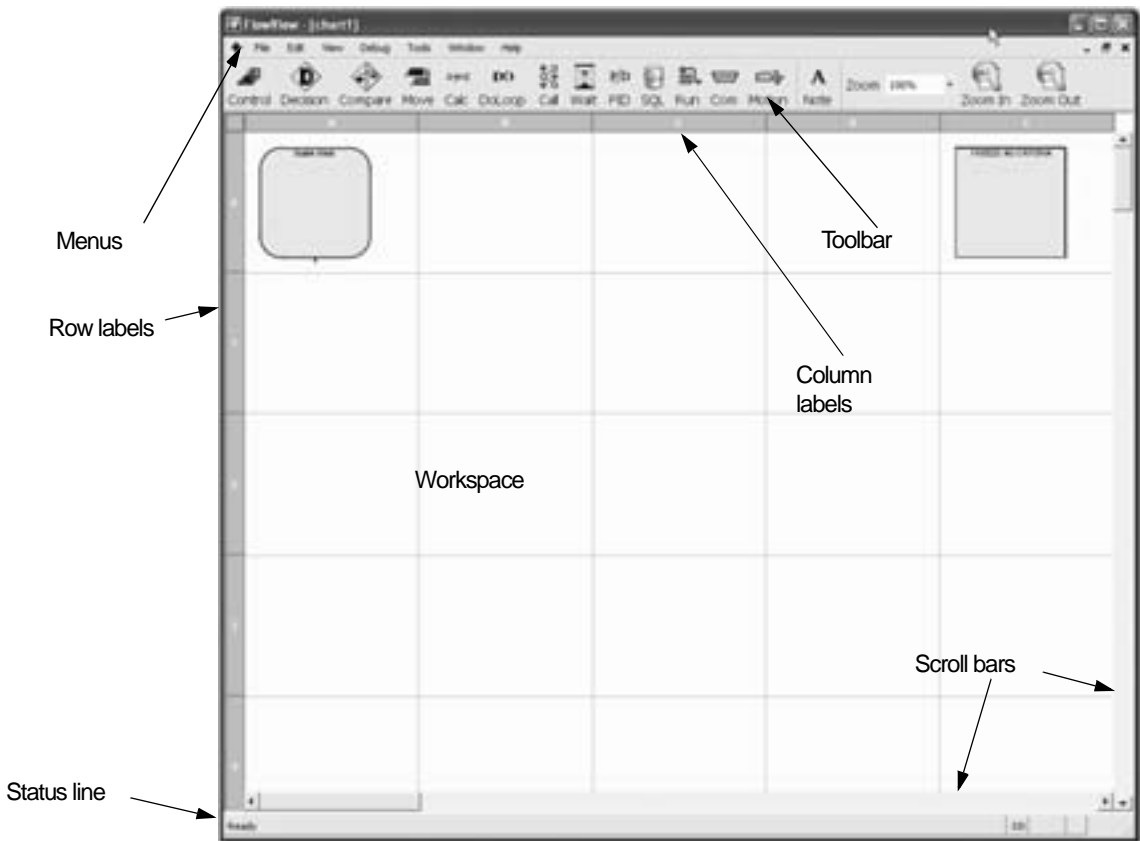 FlowView - [chart1]
File Edit View Debug Tools Window Help
Control Decision Compare Move Calc DoLoop Call Wait PID SQL Run Com Motion Note Zoom 100% Zoom In Zoom Out
Menus
Toolbar
Row labels
Column
labels
Workspace
Scroll bars
Status line
Ready